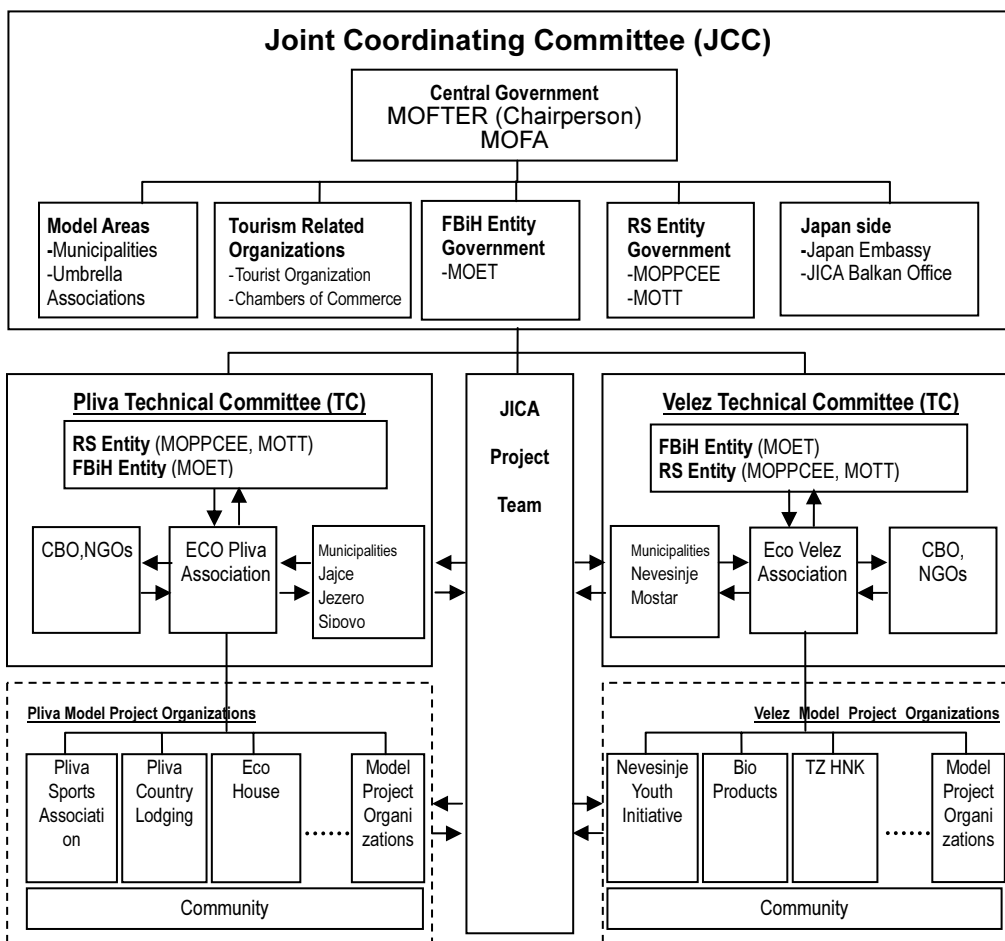 Joint Coordinating Committee (JCC)
Central Government
MOFTER (Chairperson)
MOFA
Model Areas
-Municipalities
-Umbrella
Associations
Tourism Related
Organizations
-Tourist Organization
-Chambers of Commerce
FBiH Entity
Government
-MOET
RS Entity
Government
-MOPPCEE
-MOTT
Japan side
-Japan Embassy
-JICA Balkan Office
Pliva Technical Committee (TC)
RS Entity (MOPPCEE, MOTT)
FBiH Entity (MOET)
CBO,NGOs
ECO Pliva
Association
Municipalities
Jajce
Jezero
Sipovo
JICA
Project
Team
Velez Technical Committee (TC)
FBiH Entity (MOET)
RS Entity (MOPPCEE, MOTT)
Municipalities
Nevesinje
Mostar
Eco Velez
Association
CBO,
NGOs
Pliva Model Project Organizations
Pliva
Sports
Associati
on
Pliva
Country
Lodging
Eco
House
......
Model
Project
Organi
zations
Community
Velez Model Project Organizations
Nevesinje
Youth
Initiative
Bio
Products
TZ HNK
......
Model
Project
Organi
zations
Community